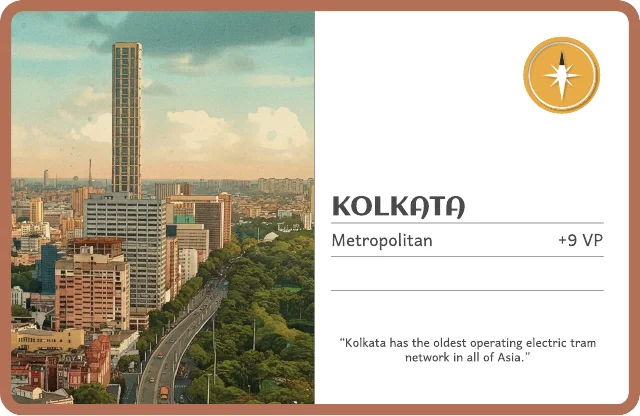 KOLKATA
Metropolitan +9 VP
“Kolkata has the oldest operating electric tram
network in all of Asia.”